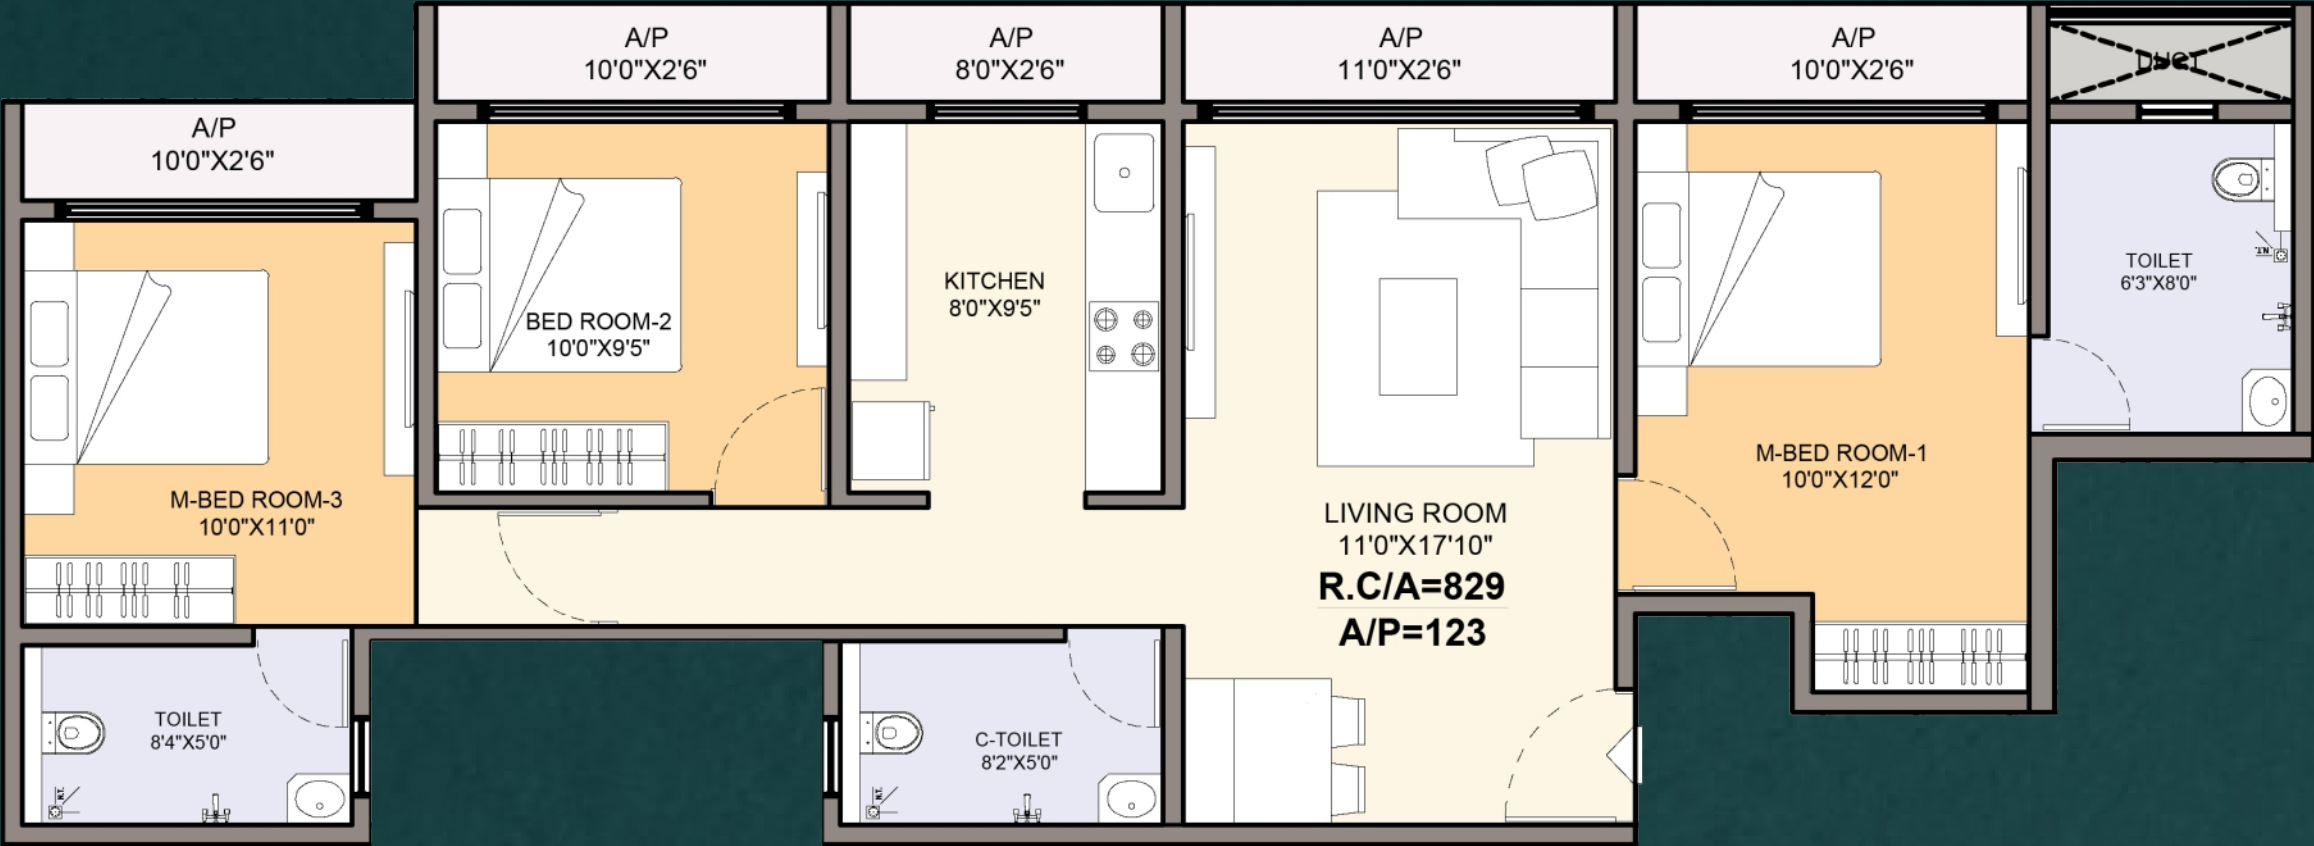 A/P
10'0"X2'6"
A/P
8'0"X2'6"
A/P
11'0"X2'6"
A/P
10'0"X2'6"
DUCT
A/P
10'0"X2'6"
BED ROOM-2
10'0"X9'5"
KITCHEN
8'0"X9'5"
TOILET
6'3"X8'0"
N.T.
M-BED ROOM-3
10'0"X11'0"
LIVING ROOM
11'0"X17'10"
R.C/A=829
A/P=123
M-BED ROOM-1
10'0"X12'0"
TOILET
8'4"X5'0"
N.T.
C-TOILET
8'2"X5'0"
N.T.